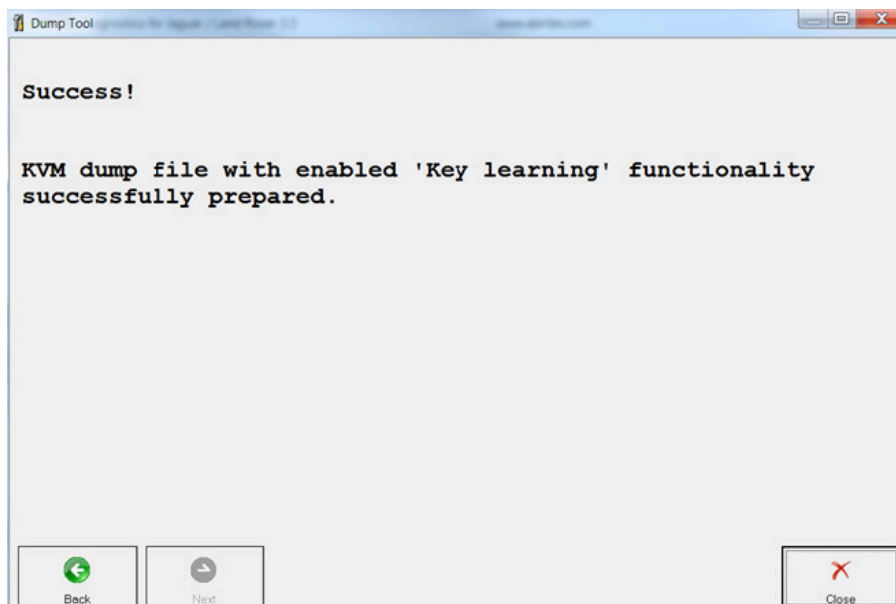 Dump Tool
Success!
KVM dump file with enabled 'Key learning' functionality
successfully prepared.
Back
Next
Close